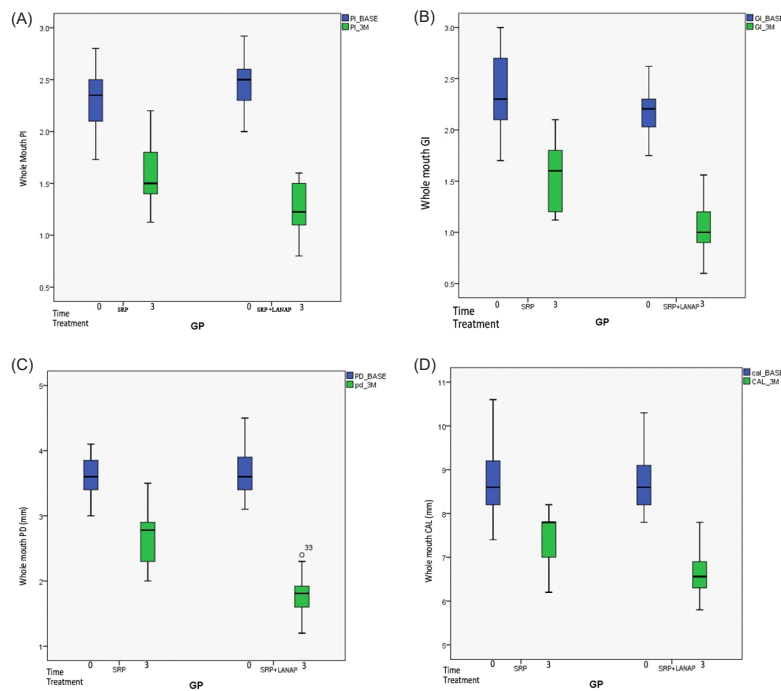 (A)
PI_BASE
PI_3M
3.0
2.5
2.0
1.5
1.0
0.5
Whole Mouth PI
0 3 0 3
Time
SRP SRP+LANAP
Treatment
GP
(B)
GI_BASE
GI_3M
3.0
2.5
2.0
1.5
1.0
0.5
Whole mouth GI
0 3 0 3
Time
SRP SRP+LANAP
Treatment
GP
(C)
PD_BASE
pd_3M
5
4
3
2
1
Whole mouth PD (mm)
33
0 3 0 3
Time
SRP SRP+LANAP
Treatment
GP
(D)
cal_BASE
CAL_3M
11
10
9
8
7
6
5
Whole mouth CAL (mm)
0 3 0 3
Time
SRP SRP+LANAP
Treatment
GP